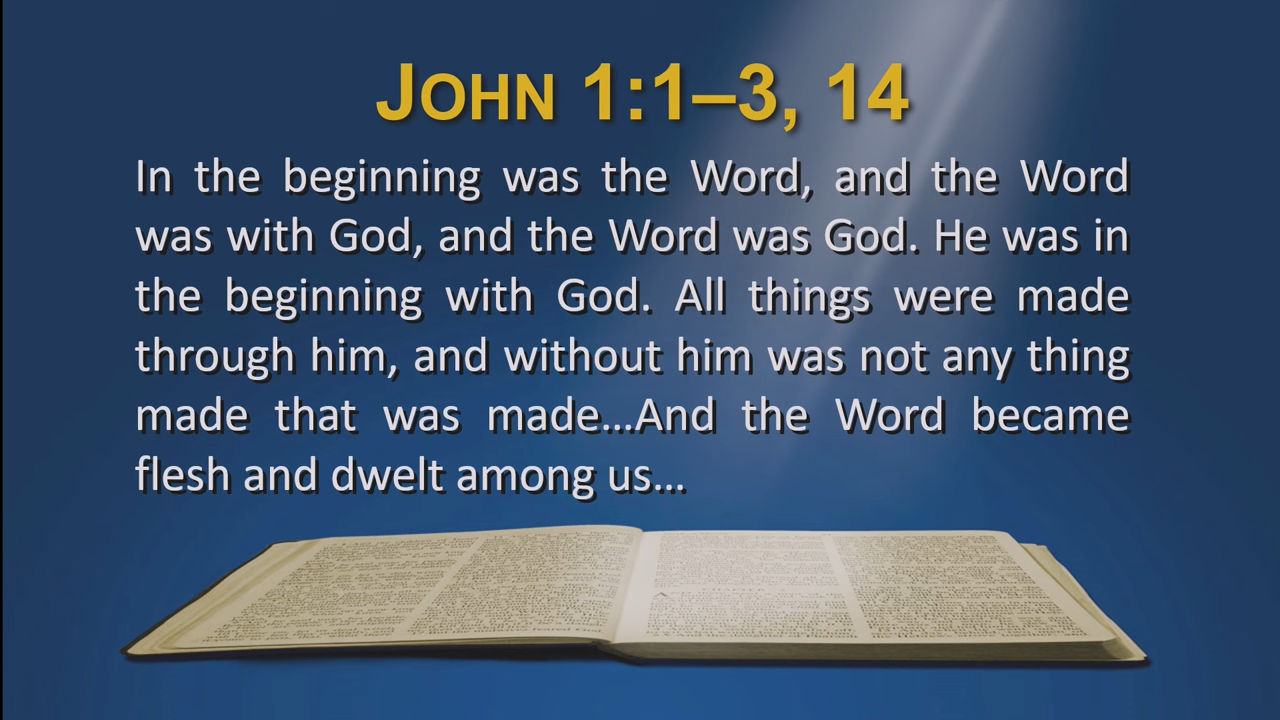 JOHN 1:1–3, 14
In the beginning was the Word, and the Word
was with God, and the Word was God. He was in
the beginning with God. All things were made
through him, and without him was not any thing
made that was made…And the Word became
flesh and dwelt among us…